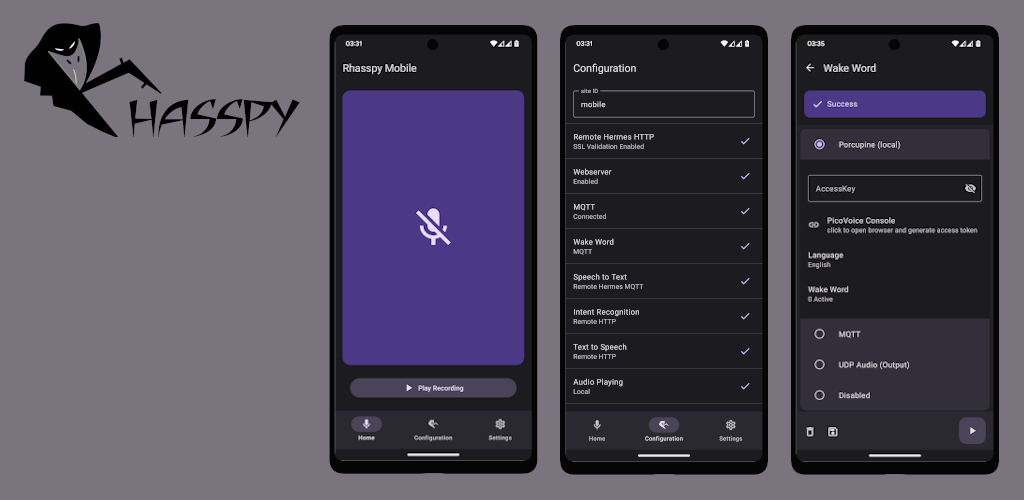 HASSPY
03:31
Rhasspy Mobile
Play Recording
Home
Configuration
Settings
03:31
Configuration
site ID
mobile
Remote Hermes HTTP
SSL Validation Enabled
Webserver
Enabled
MQTT
Connected
Wake Word
MQTT
Speech to Text
Remote Hermes MQTT
Intent Recognition
Remote HTTP
Text to Speech
Remote HTTP
Audio Playing
Local
Home
Configuration
Settings
03:35
Wake Word
Success
Porcupine (local)
AccessKey
PicoVoice Console
click to open browser and generate access token
Language
English
Wake Word
0 Active
MQTT
UDP Audio (Output)
Disabled